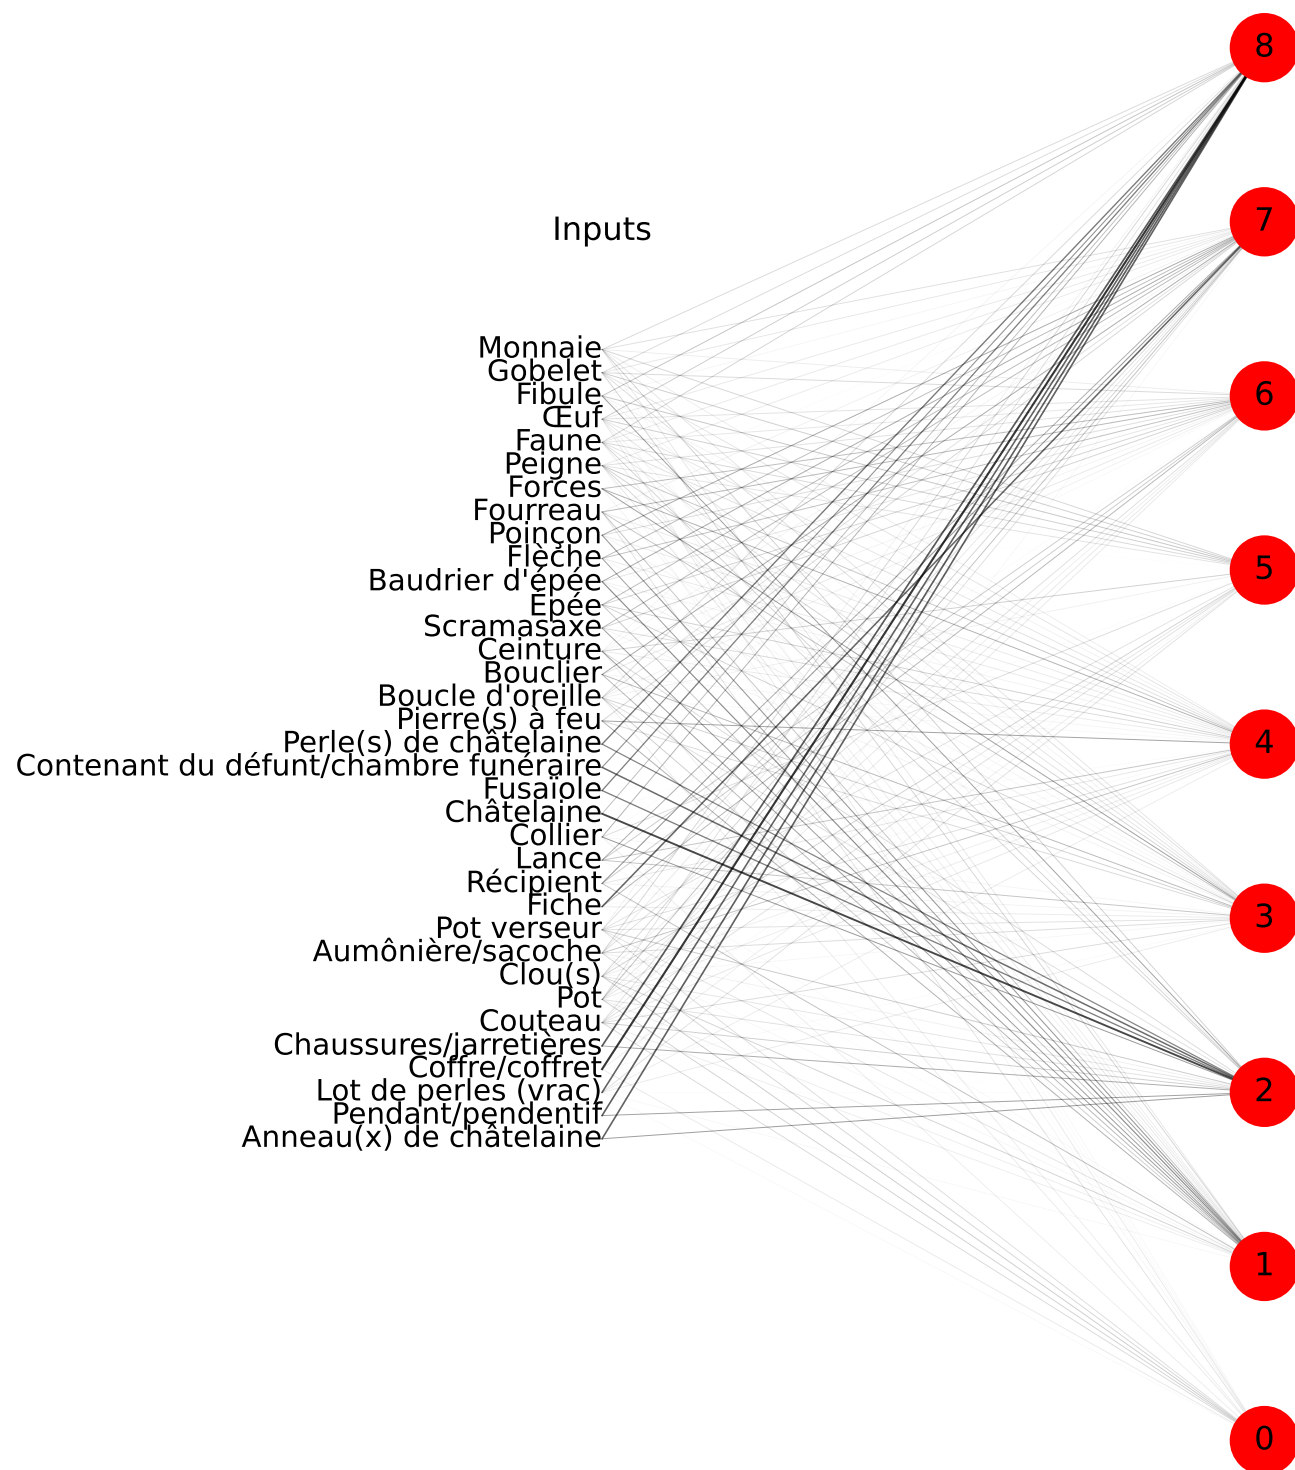 8
7
Inputs
Monnaie
Gobelet
6
Fibule
Œuf
Faune
Peigne
Forces
Fourreau
Poinçon
Flèche
5
Baudrier d'épée
Épée
Scramasaxe
Ceinture
Bouclier
Boucle d'oreille
Pierre(s) à feu
Perle(s) de châtelaine
4
Contenant du défunt/chambre funéraire
Fusaïole
Châtelaine
Collier
Lance
Récipient
Fiche
3
Pot verseur
Aumônière/sacoche
Clou(s)
Pot
Couteau
Chaussures/jarretières
Coffre/coffret
Lot de perles (vrac)
2
Pendant/pendentif
Anneau(x) de châtelaine
1
0